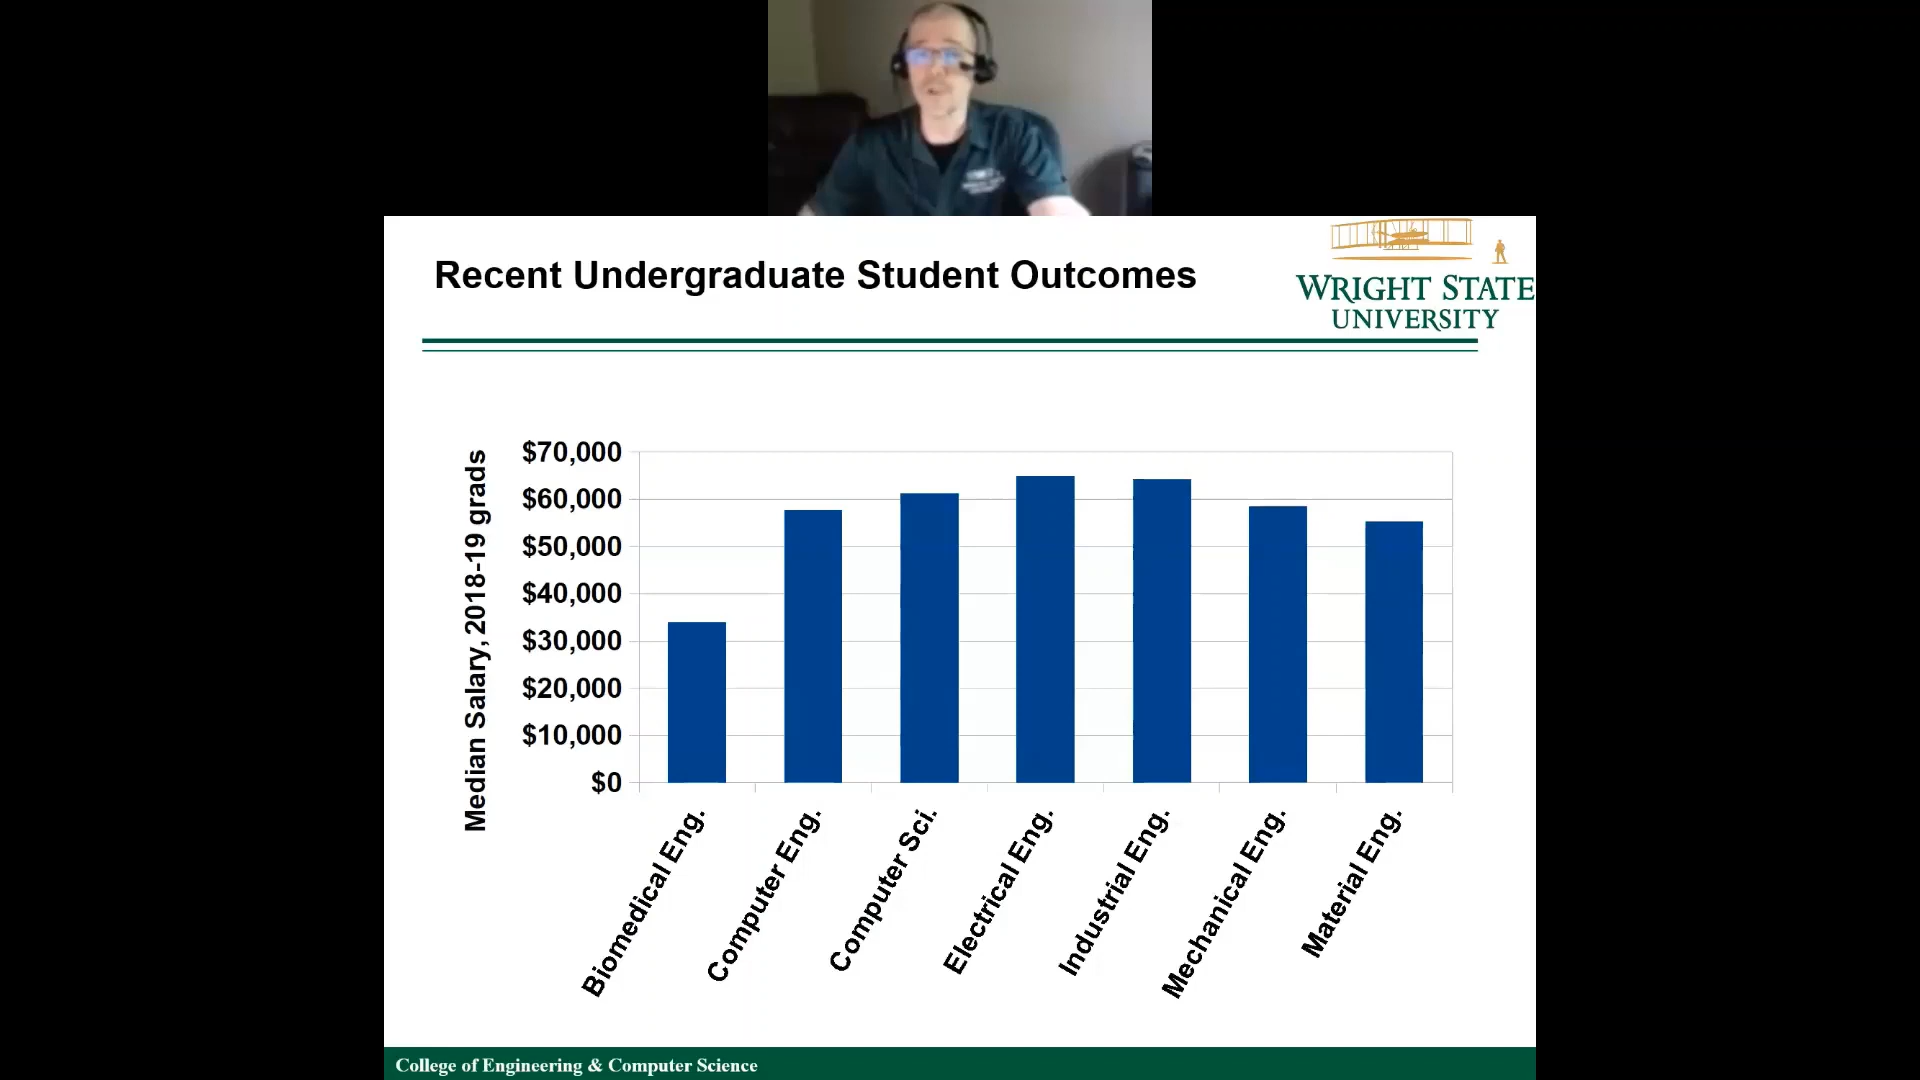 Recent Undergraduate Student Outcomes
WRIGHT STATE
UNIVERSITY
Median Salary, 2018-19 grads
$70,000
$60,000
$50,000
$40,000
$30,000
$20,000
$10,000
$0
Biomedical Eng.
Computer Eng.
Computer Sci.
Electrical Eng.
Industrial Eng.
Mechanical Eng.
Material Eng.
College of Engineering & Computer Science